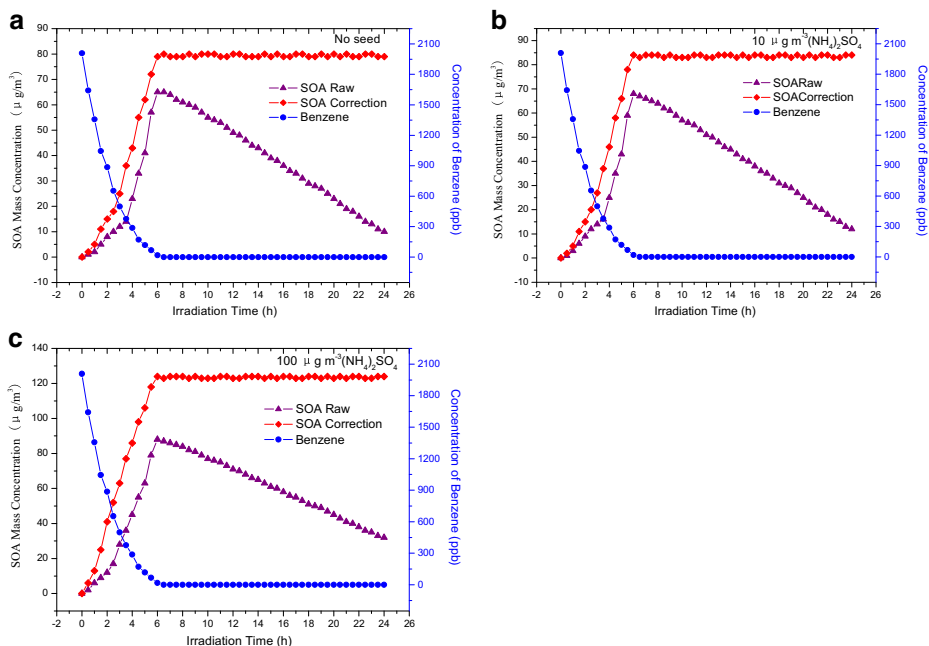 a
No seed
SOA Raw
SOA Correction
Benzene
SOA Mass Concentration ( μ g/m³)
90
80
70
60
50
40
30
20
10
0
-10
-2 0 2 4 6 8 10 12 14 16 18 20 22 24 26
Irradiation Time (h)
2100
1800
1500
1200
900
600
300
0
Concentration of Benzene (ppb)
b
10 μ g m⁻³(NH₄)₂SO₄
SOARaw
SOACorrection
Benzene
SOA Mass Concentration ( μ g/m³)
90
80
70
60
50
40
30
20
10
0
-10
-2 0 2 4 6 8 10 12 14 16 18 20 22 24 26
Irradiation Time (h)
2100
1800
1500
1200
900
600
300
0
Concentration of Benzene (ppb)
c
100 μ g m⁻³(NH₄)₂SO₄
SOA Raw
SOA Correction
Benzene
SOA Mass Concentration ( μ g/m³)
140
120
100
80
60
40
20
0
-2 0 2 4 6 8 10 12 14 16 18 20 22 24 26
Irradiation Time (h)
2100
1800
1500
1200
900
600
300
0
Concentration of Benzene (ppb)